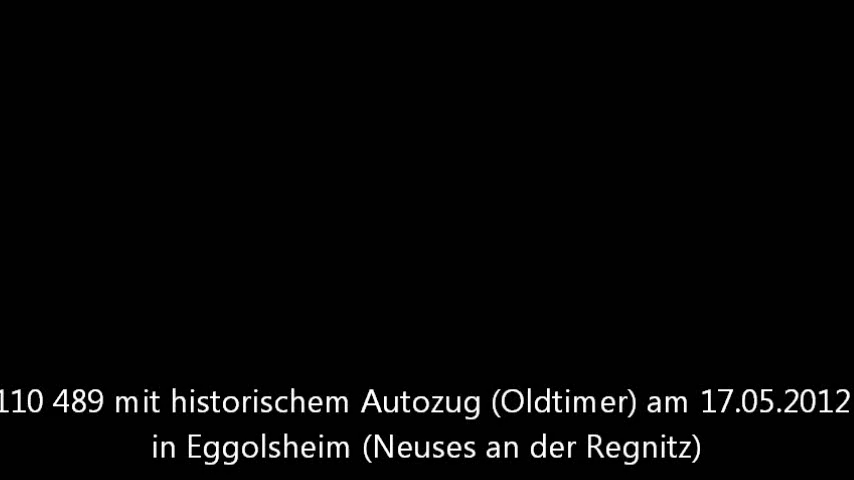 110 489 mit historischem Autozug (Oldtimer) am 17.05.2012
in Eggolsheim (Neuses an der Regnitz)